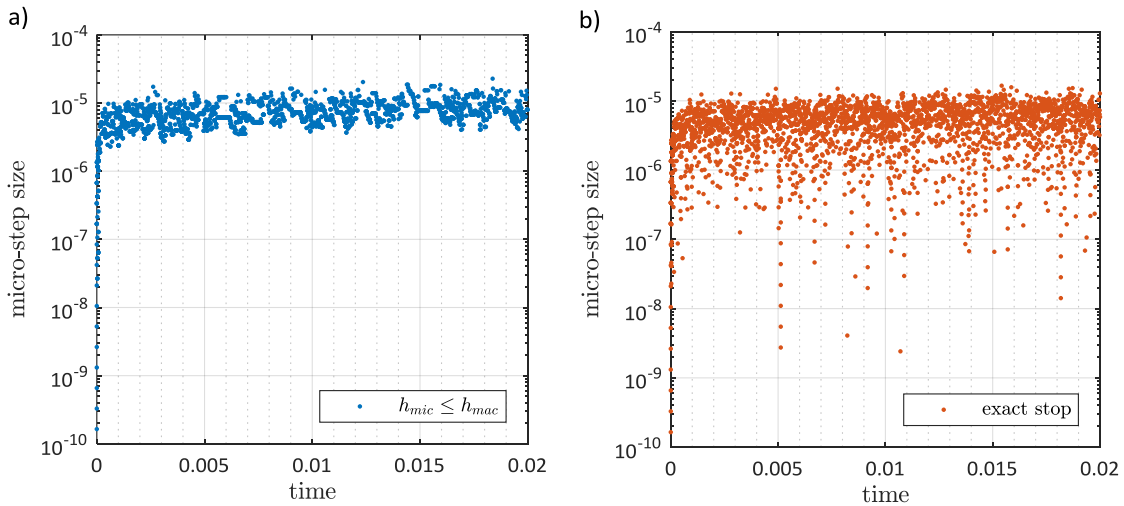 a)
10^-4
10^-5
10^-6
10^-7
10^-8
10^-9
10^-10
micro-step size
0 0.005 0.01 0.015 0.02
time
h_mic ≤ h_mac
b)
10^-4
10^-5
10^-6
10^-7
10^-8
10^-9
10^-10
micro-step size
0 0.005 0.01 0.015 0.02
time
exact stop